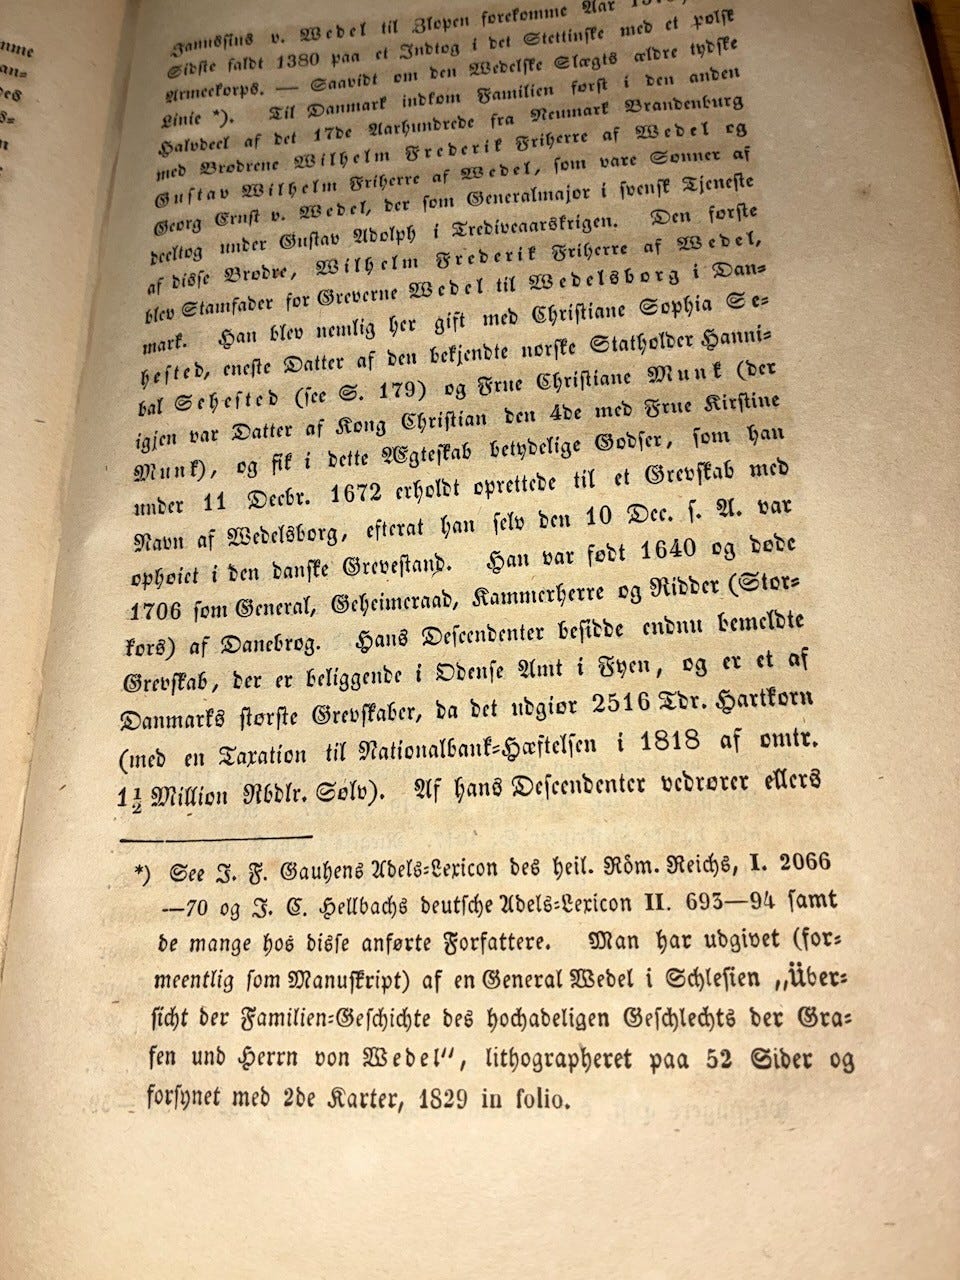 mme
an=
des
s=
n
Janussius v. Wedel til Zlopen forekomme Aar
Sidste faldt 1380 paa et Indtog i det Stettinske med et polsk
Armeekorps. — Saavidt om den Wedelske Slægts ældre tydske
Linie *). Til Danmark indkom Familien først i den anden
Halvdeel af det 17de Aarhundrede fra Neumark Brandenburg
med Brødrene Wilhelm Frederik Friherre af Wedel og
Gustav Wilhelm Friherre af Wedel, som vare Sønner af
Georg Ernst v. Wedel, der som Generalmajor i svensk Tjeneste
deeltog under Gustav Adolph i Trediveaarskrigen. Den første
af disse Brødre, Wilhelm Frederik Friherre af Wedel,
blev Stamfader for Greverne Wedel til Wedelsborg i Dan=
mark. Han blev nemlig her gift med Christiane Sophia Se=
hested, eneste Datter af den bekjendte norske Statholder Hanni=
bal Sehested (see S. 179) og Frue Christiane Munk (der
igjen var Datter af Kong Christian den 4de med Frue Kirstine
Munk), og fik i dette Ægteskab betydelige Godser, som han
under 11 Decbr. 1672 erholdt oprettede til et Grevskab med
Navn af Wedelsborg, efterat han selv den 10 Dec. s. A. var
ophøiet i den danske Grevestand. Han var født 1640 og døde
1706 som General, Geheimeraad, Kammerherre og Ridder (Stor=
kors) af Danebrog. Hans Descendenter besidde endnu bemeldte
Grevskab, der er beliggende i Odense Amt i Fyen, og er et af
Danmarks største Grevskaber, da det udgiør 2516 Tdr. Hartkorn
(med en Taxation til Nationalbank=Hæftelsen i 1818 af omtr.
1½ Million Rbdlr. Sølv). Af hans Descendenter vedrører ellers
*) See J. F. Gauhens Adels=Lexicon des heil. Röm. Reichs, I. 2066
—70 og J. C. Hellbachs deutsche Adels=Lexicon II. 693—94 samt
de mange hos disse anførte Forfattere. Man har udgivet (for=
meentlig som Manuskript) af en General Wedel i Schlesien „Über=
sicht der Familien=Geschichte des hochadeligen Geschlechts der Gra=
fen und Herrn von Wedel", lithographeret paa 52 Sider og
forsynet med 2de Karter, 1829 in folio.